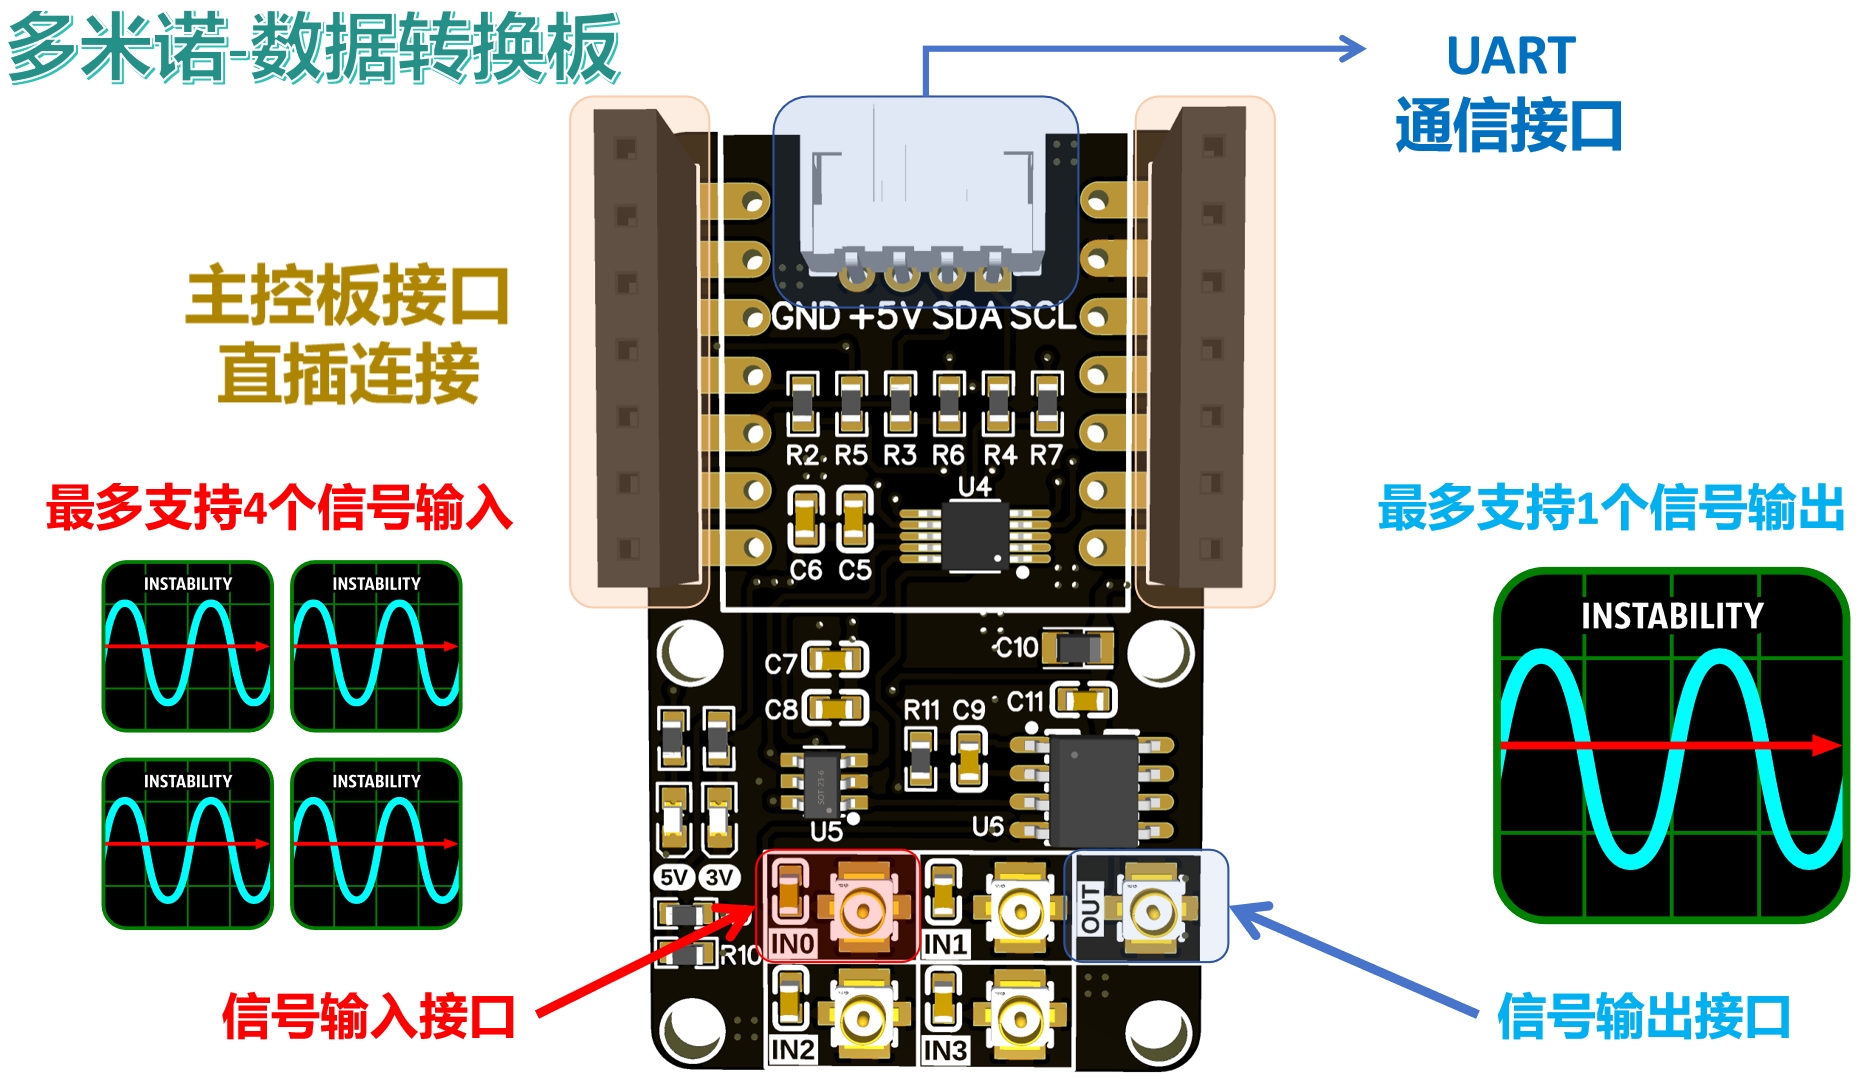 多米诺-数据转换板
UART
通信接口
主控板接口
直插连接
GND +5V SDA SCL
R2 R5 R3 R6 R4 R7
U4
C6 C5
最多支持4个信号输入
INSTABILITY
INSTABILITY
INSTABILITY
INSTABILITY
最多支持1个信号输出
INSTABILITY
C10
C7
C8
R11 C9
C11
SOT 23-6
U5
U6
5V 3V
R10
IN0
IN1
OUT
IN2
IN3
信号输入接口
信号输出接口